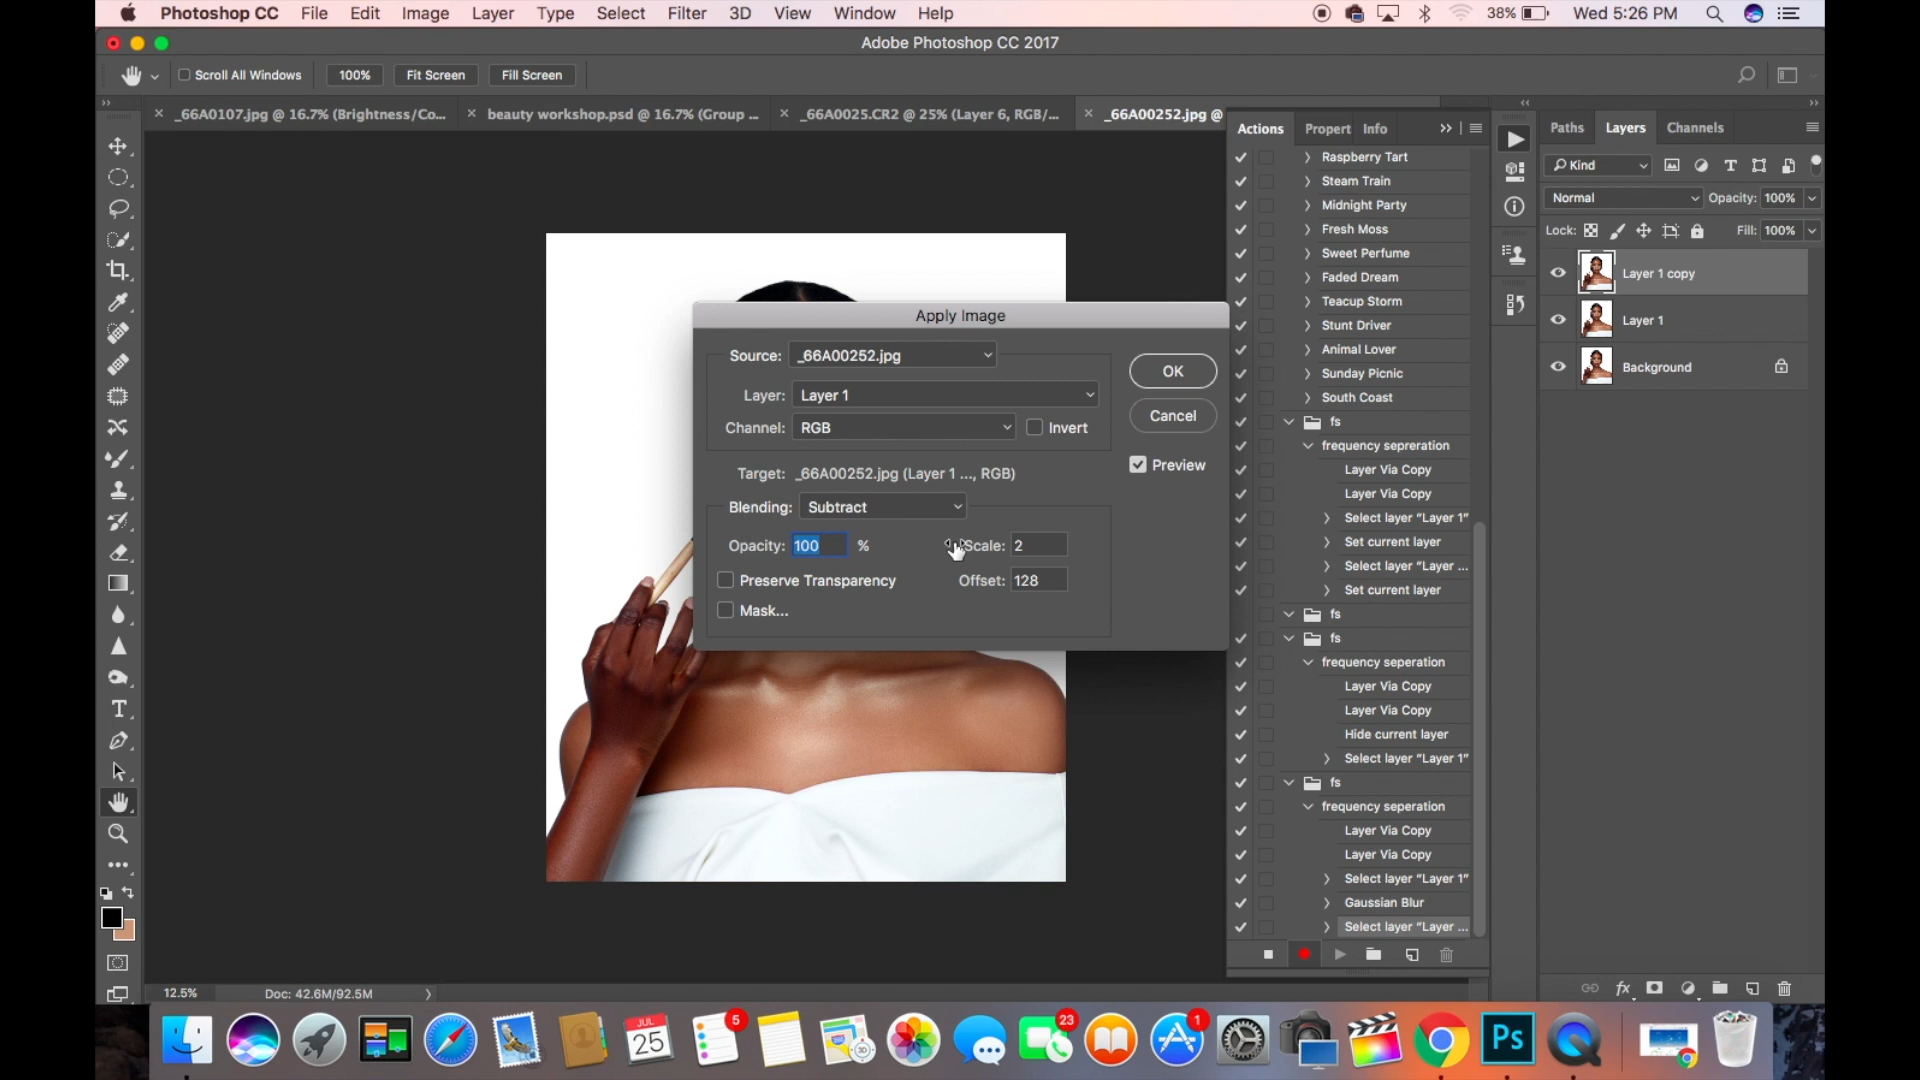 Photoshop CC File Edit Image Layer Type Select Filter 3D View Window Help 38% Wed 5:26 PM
Adobe Photoshop CC 2017
Scroll All Windows 100% Fit Screen Fill Screen
_66A0107.jpg @ 16.7% (Brightness/Co... beauty workshop.psd @ 16.7% (Group ... _66A0025.CR2 @ 25% (Layer 6, RGB/... _66A00252.jpg @
Actions Propert Info
Raspberry Tart
Steam Train
Midnight Party
Fresh Moss
Sweet Perfume
Faded Dream
Teacup Storm
Stunt Driver
Animal Lover
Sunday Picnic
South Coast
fs
frequency sepreration
Layer Via Copy
Layer Via Copy
Select layer “Layer 1”
Set current layer
Select layer “Layer ...
Set current layer
fs
fs
frequency seperation
Layer Via Copy
Layer Via Copy
Hide current layer
Select layer “Layer 1”
fs
frequency seperation
Layer Via Copy
Layer Via Copy
Select layer “Layer 1”
Gaussian Blur
Select layer “Layer ...
Paths Layers Channels
Kind
Normal Opacity: 100%
Lock: Fill: 100%
Layer 1 copy
Layer 1
Background
fx
Apply Image
Source: _66A00252.jpg
Layer: Layer 1
Channel: RGB Invert
Target: _66A00252.jpg (Layer 1 ..., RGB)
Blending: Subtract
Opacity: 100 % Scale: 2
Preserve Transparency Offset: 128
Mask...
OK
Cancel
Preview
12.5% Doc: 42.6M/92.5M
JUL
25
5
3D
23
1
Ps